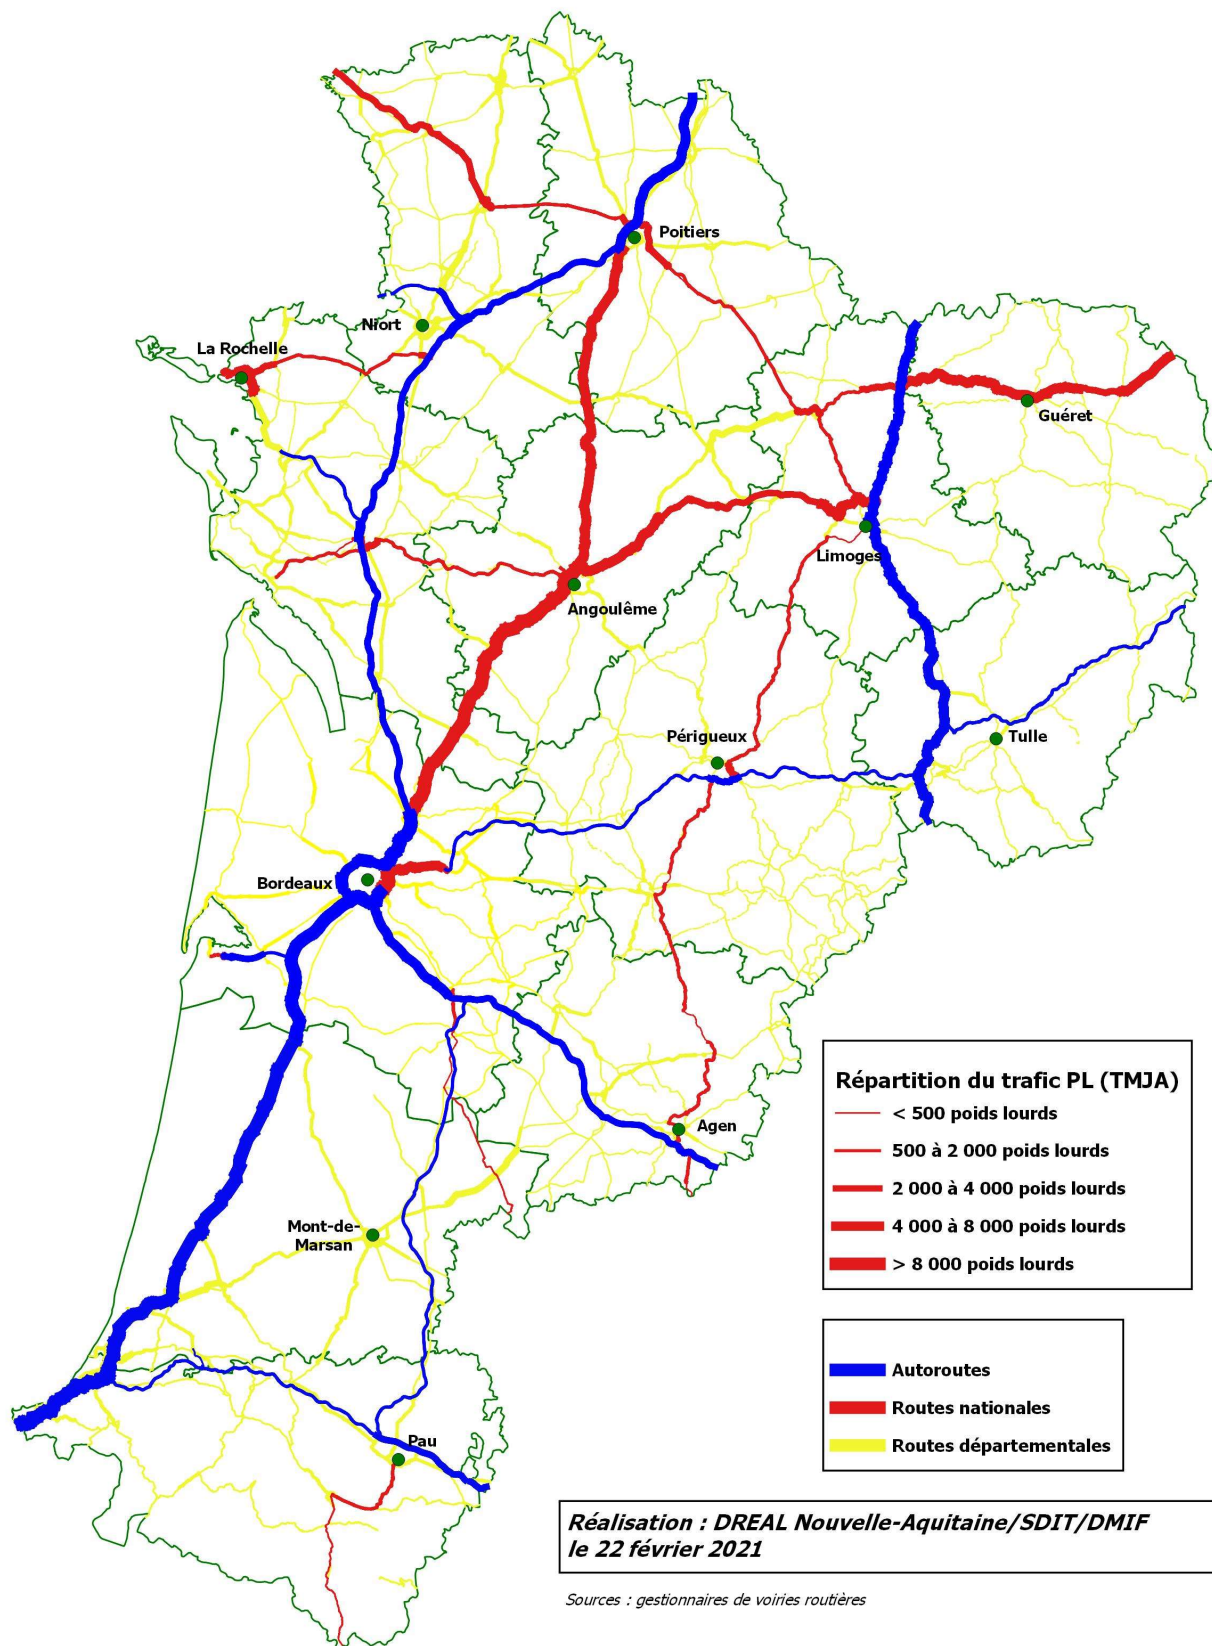 Poitiers
Niort
La Rochelle
Guéret
Limoges
Angoulême
Périgueux
Tulle
Bordeaux
Répartition du trafic PL (TMJA)
< 500 poids lourds
500 à 2 000 poids lourds
2 000 à 4 000 poids lourds
4 000 à 8 000 poids lourds
> 8 000 poids lourds
Agen
Mont-de-
Marsan
Autoroutes
Routes nationales
Routes départementales
Pau
Réalisation : DREAL Nouvelle-Aquitaine/SDIT/DMIF
le 22 février 2021
Sources : gestionnaires de voiries routières